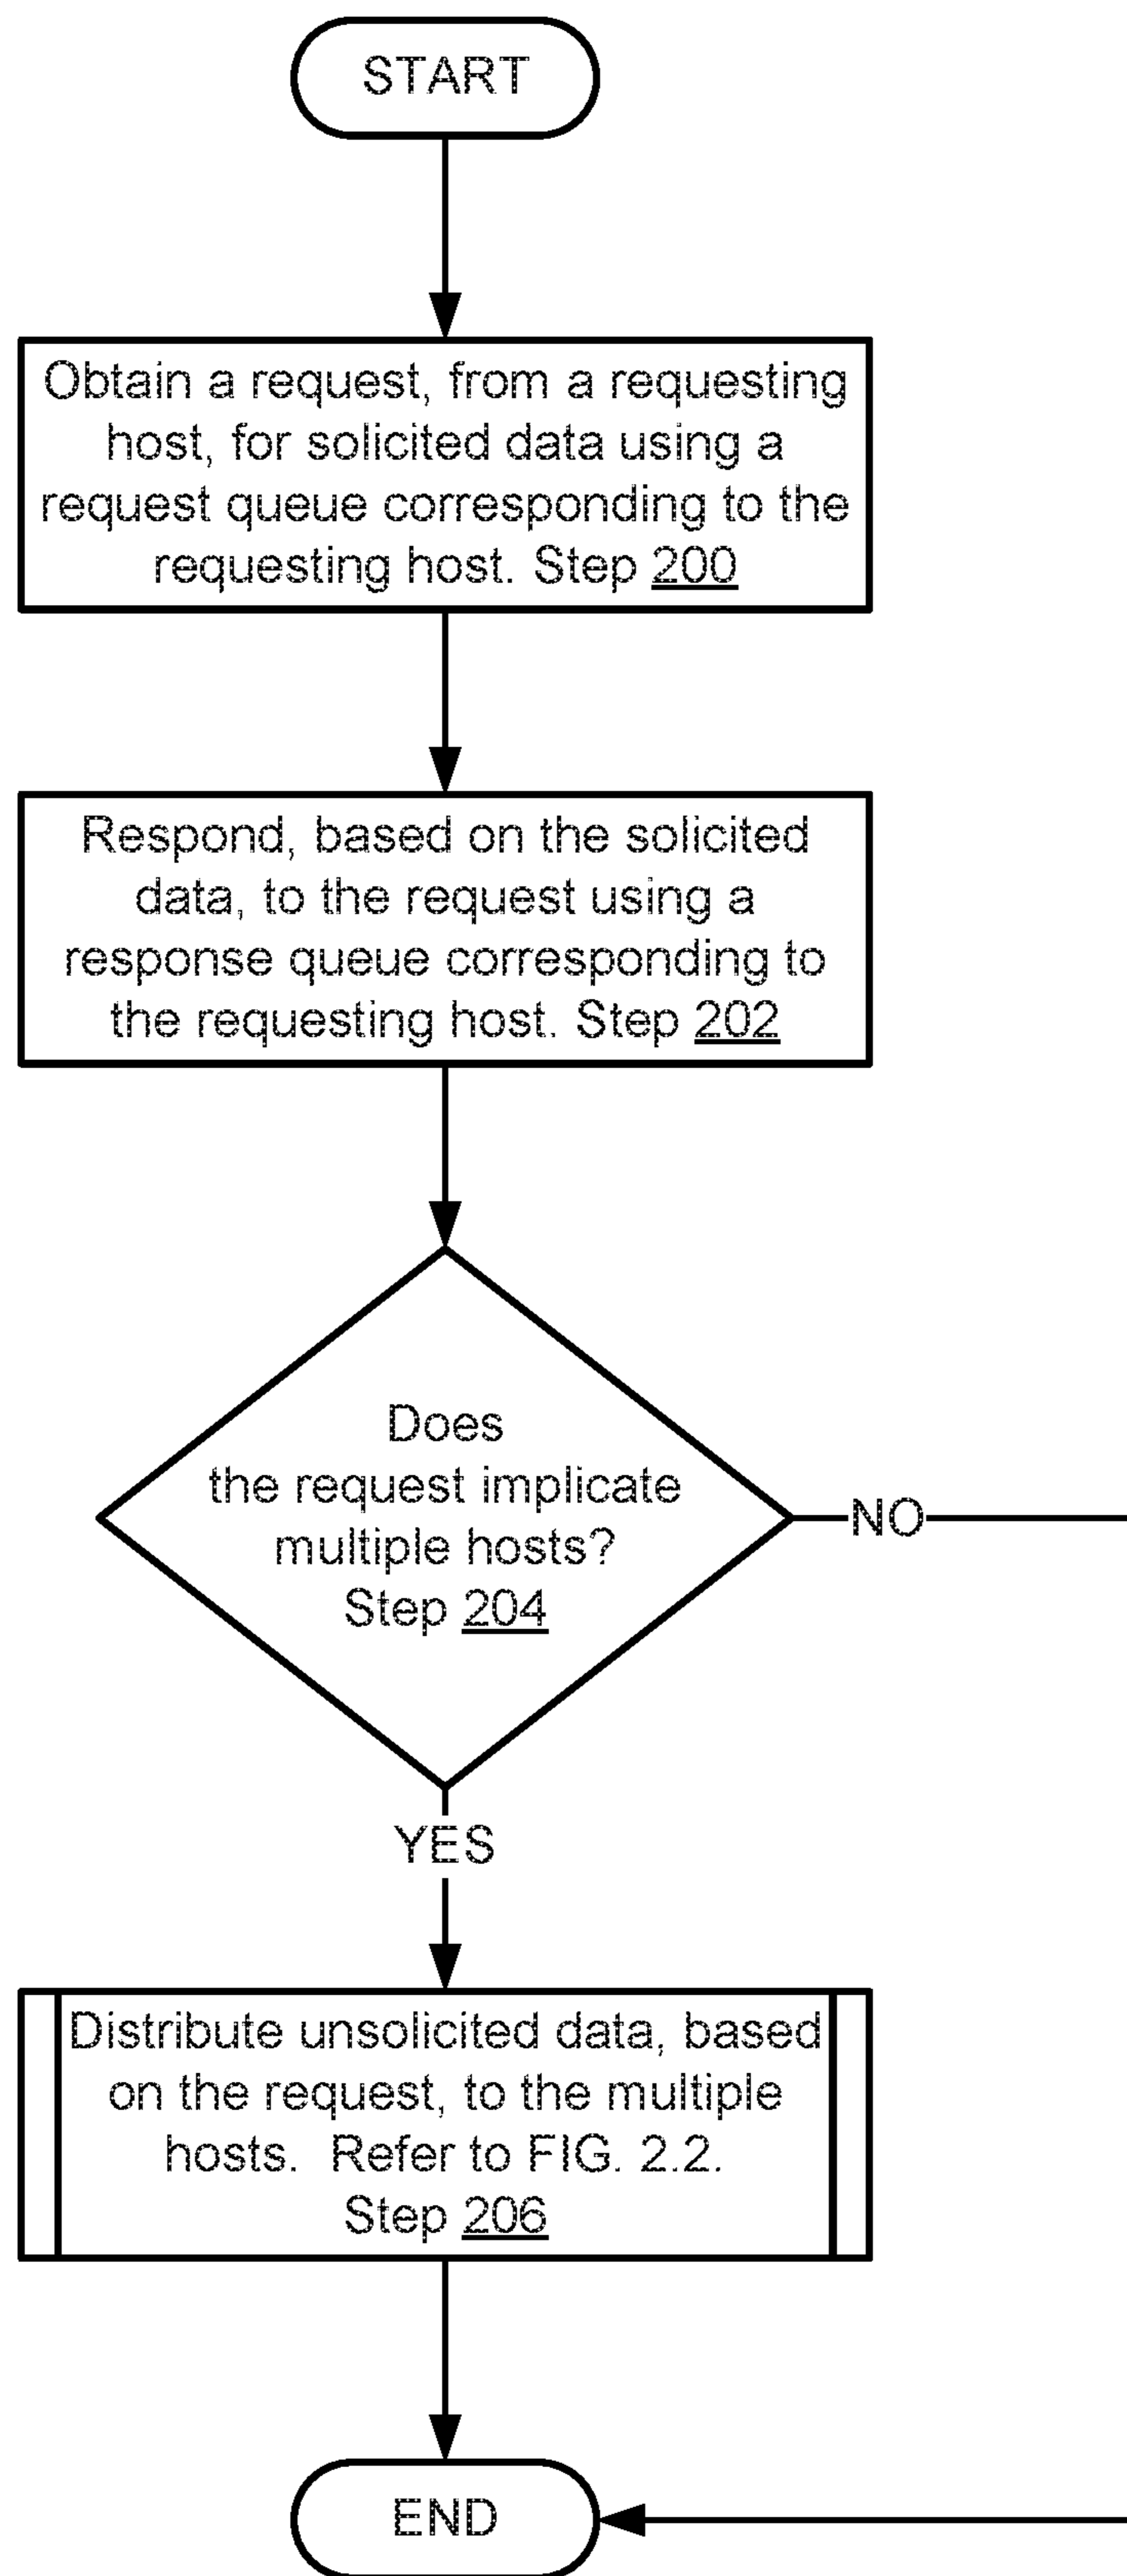 START
Obtain a request, from a requesting
host, for solicited data using a
request queue corresponding to the
requesting host. Step 200
Respond, based on the solicited
data, to the request using a
response queue corresponding to
the requesting host. Step 202
Does
the request implicate
multiple hosts?
Step 204
NO
YES
Distribute unsolicited data, based
on the request, to the multiple
hosts.  Refer to FIG. 2.2.
Step 206
END